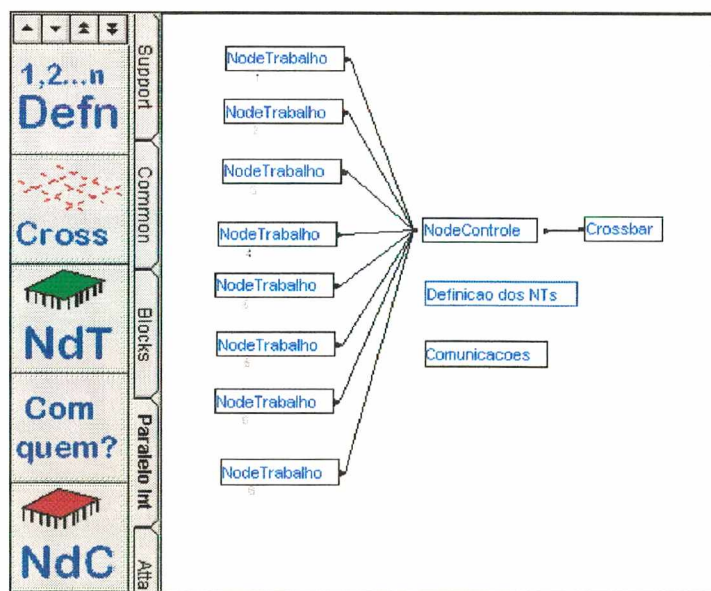 1,2...n
Defn
Cross
NdT
Com
quem?
NdC
Support
Common
Blocks
Paralelo Int
Atta
NodeTrabalho
NodeTrabalho
NodeTrabalho
NodeTrabalho
4
NodeTrabalho
NodeTrabalho
NodeTrabalho
NodeTrabalho
NodeControle
Crossbar
Definicao dos NTs
Comunicacoes